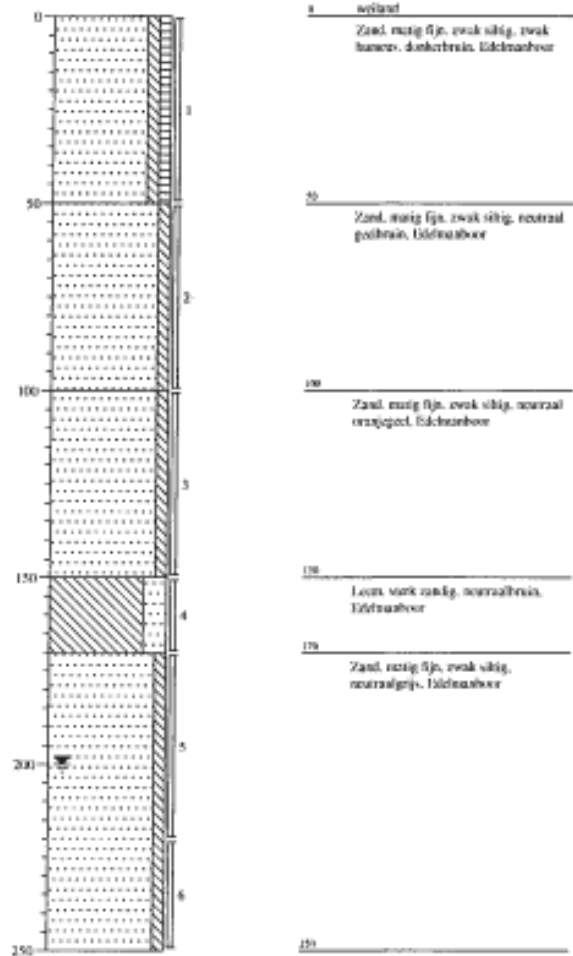 0
0
weiland
Zand, matig fijn, zwak siltig, zwak
humeus, donkerbruin, Edelmanboor
1
50
50
Zand, matig fijn, zwak siltig, neutraal
geelbruin, Edelmanboor
2
100
100
Zand, matig fijn, zwak siltig, neutraal
oranjegeel, Edelmanboor
3
150
150
Leem, sterk zandig, neutraalbruin,
Edelmanboor
4
170
Zand, matig fijn, zwak siltig,
neutraalgrijs, Edelmanboor
5
200
6
250
250